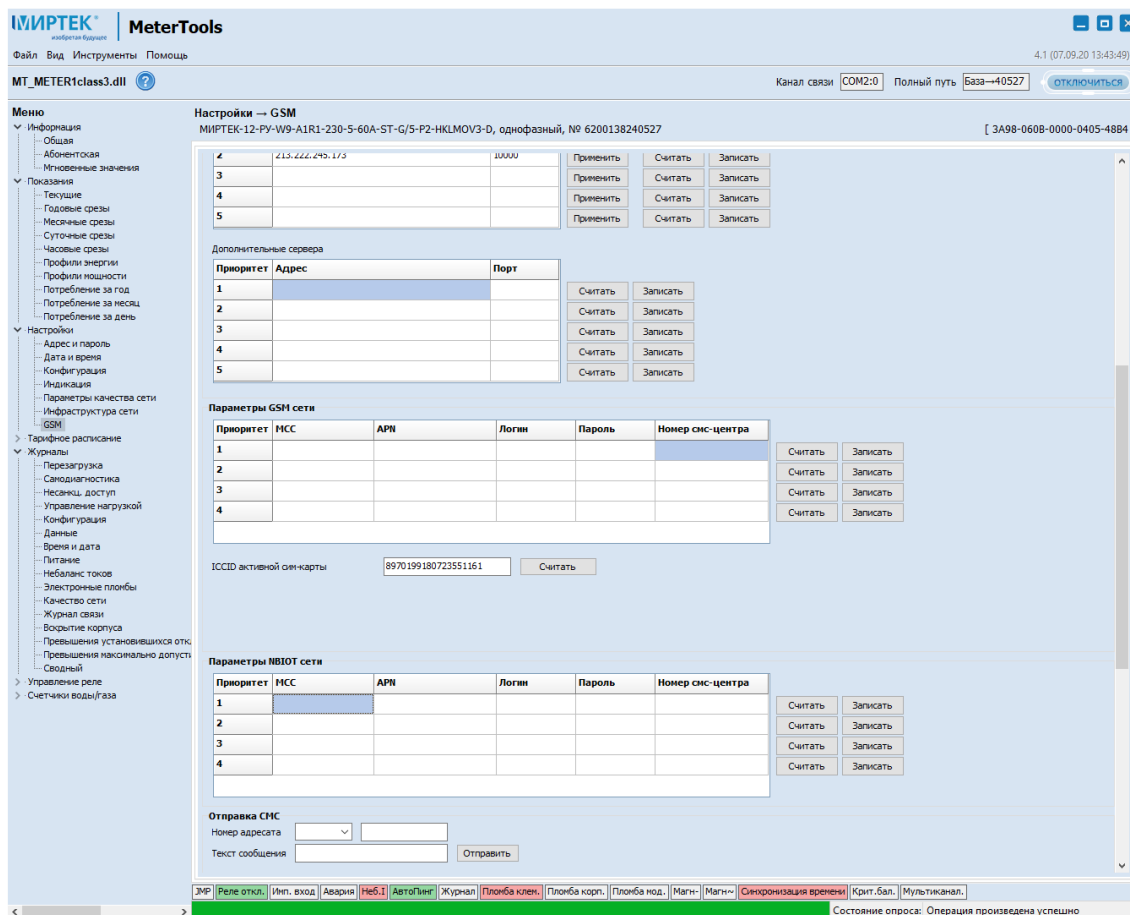 МИРТЕК®
изобретая будущее
MeterTools
Файл Вид Инструменты Помощь
4.1 (07.09.20 13:43:49)
MT_METER1class3.dll ?
Канал связи COM2:0 Полный путь База→40527 ОТКЛЮЧИТЬСЯ
Меню
Информация
Общая
Абонентская
Мгновенные значения
Показания
Текущие
Годовые срезы
Месячные срезы
Суточные срезы
Часовые срезы
Профили энергии
Профили мощности
Потребление за год
Потребление за месяц
Потребление за день
Настройки
Адрес и пароль
Дата и время
Конфигурация
Индикация
Параметры качества сети
Инфраструктура сети
GSM
Тарифное расписание
Журналы
Перезагрузка
Самодиагностика
Несанкц. доступ
Управление нагрузкой
Конфигурация
Данные
Время и дата
Питание
Небаланс токов
Электронные пломбы
Качество сети
Журнал связи
Вскрытие корпуса
Превышения установившихся отк
Превышения максимально допуст
Сводный
Управление реле
Счетчики воды/газа
Настройки → GSM
МИРТЕК-12-РУ-W9-A1R1-230-5-60A-ST-G/5-P2-HKLMOV3-D, однофазный, № 6200138240527
[ 3A98-060B-0000-0405-48B4
2 213.222.245.173 10000 Применить Считать Записать
3 Применить Считать Записать
4 Применить Считать Записать
5 Применить Считать Записать
Дополнительные сервера
Приоритет Адрес Порт
1 Считать Записать
2 Считать Записать
3 Считать Записать
4 Считать Записать
5 Считать Записать
Параметры GSM сети
Приоритет MCC APN Логин Пароль Номер смс-центра
1 Считать Записать
2 Считать Записать
3 Считать Записать
4 Считать Записать
ICCID активной сим-карты 8970199180723551161 Считать
Параметры NBIOT сети
Приоритет MCC APN Логин Пароль Номер смс-центра
1 Считать Записать
2 Считать Записать
3 Считать Записать
4 Считать Записать
Отправка СМС
Номер адресата
Текст сообщения Отправить
JMP Реле откл. Имп. вход Авария Неб.I АвтоПинг Журнал Пломба клем. Пломба корп. Пломба мод. Магн- Магн~ Синхронизация времени Крит.бал. Мультиканал.
Состояние опроса: Операция произведена успешно